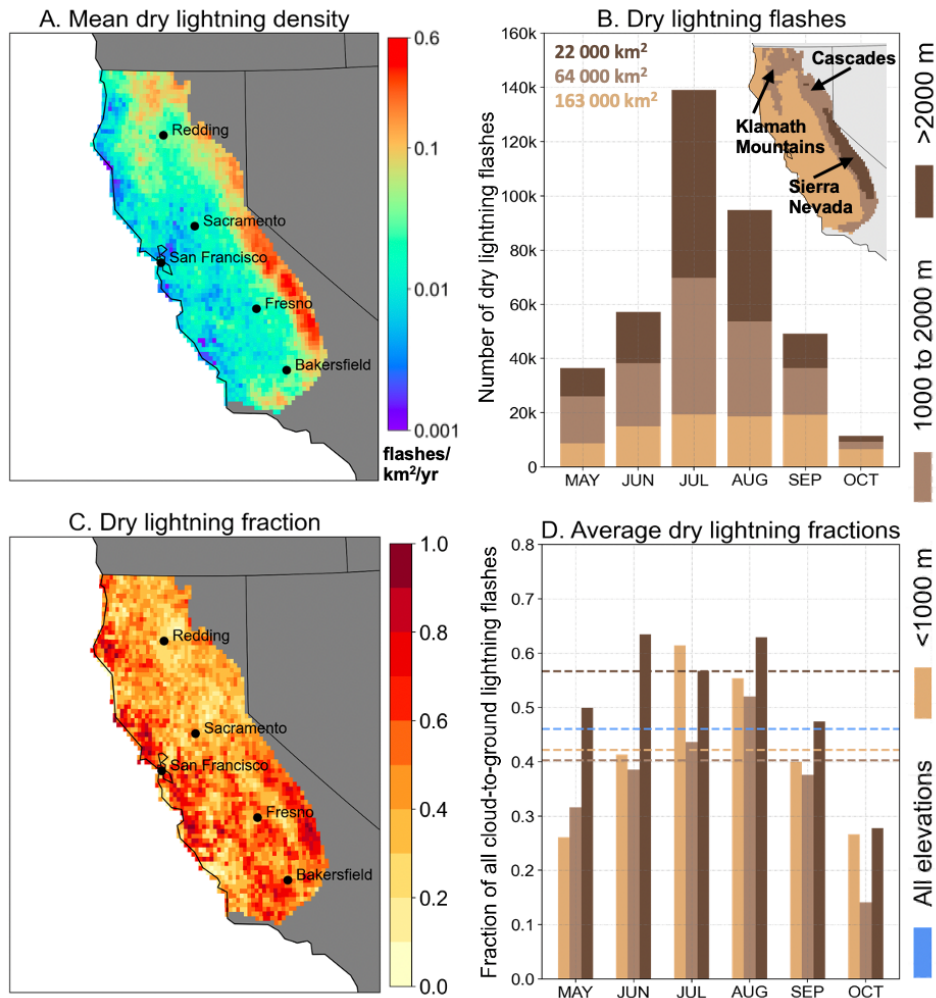 A. Mean dry lightning density
0.6
0.1
0.01
0.001
flashes/
km²/yr
Redding
Sacramento
San Francisco
Fresno
Bakersfield
B. Dry lightning flashes
Number of dry lightning flashes
160k
140k
120k
100k
80k
60k
40k
20k
0
22 000 km²
64 000 km²
163 000 km²
Cascades
Klamath
Mountains
Sierra
Nevada
MAY JUN JUL AUG SEP OCT
>2000 m
1000 to 2000 m
<1000 m
All elevations
C. Dry lightning fraction
1.0
0.8
0.6
0.4
0.2
0.0
Redding
Sacramento
San Francisco
Fresno
Bakersfield
D. Average dry lightning fractions
Fraction of all cloud-to-ground lightning flashes
0.8
0.7
0.6
0.5
0.4
0.3
0.2
0.1
0.0
MAY JUN JUL AUG SEP OCT